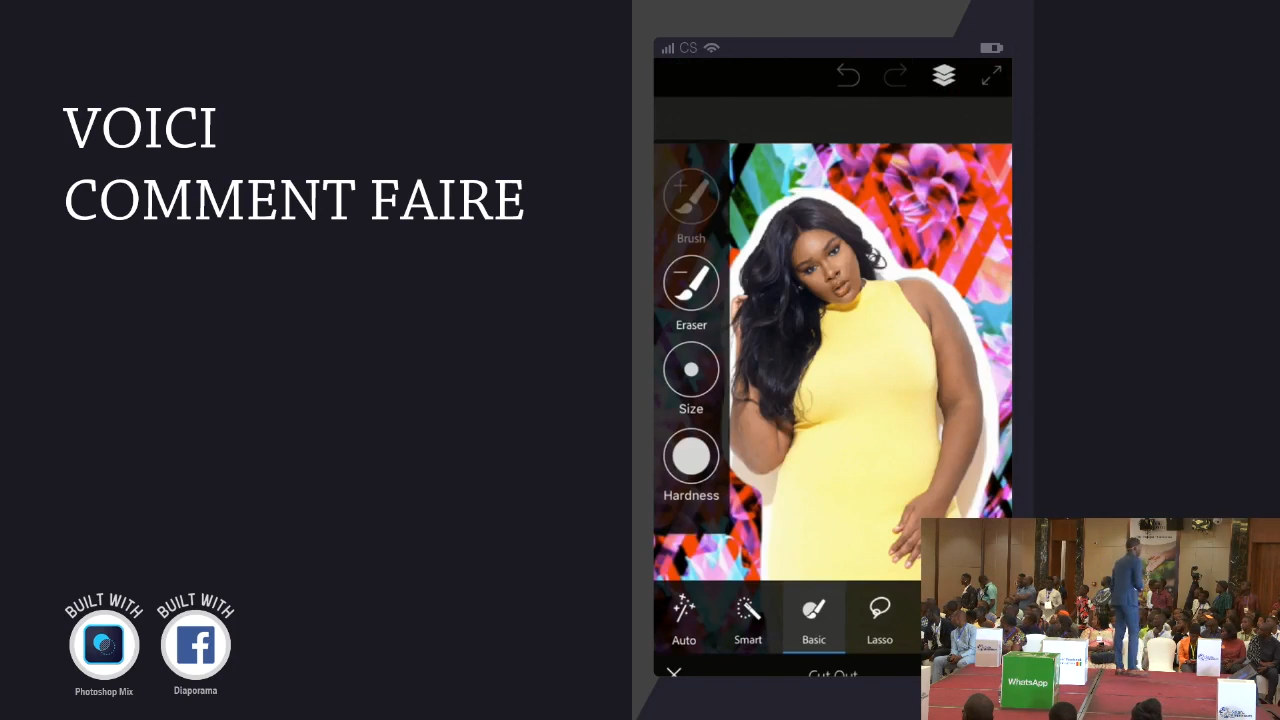 VOICI
COMMENT FAIRE
CS
Brush
Eraser
Size
Hardness
Auto
Smart
Basic
Lasso
Cut Out
BUILT WITH
Photoshop Mix
BUILT WITH
Diaporama
WhatsApp